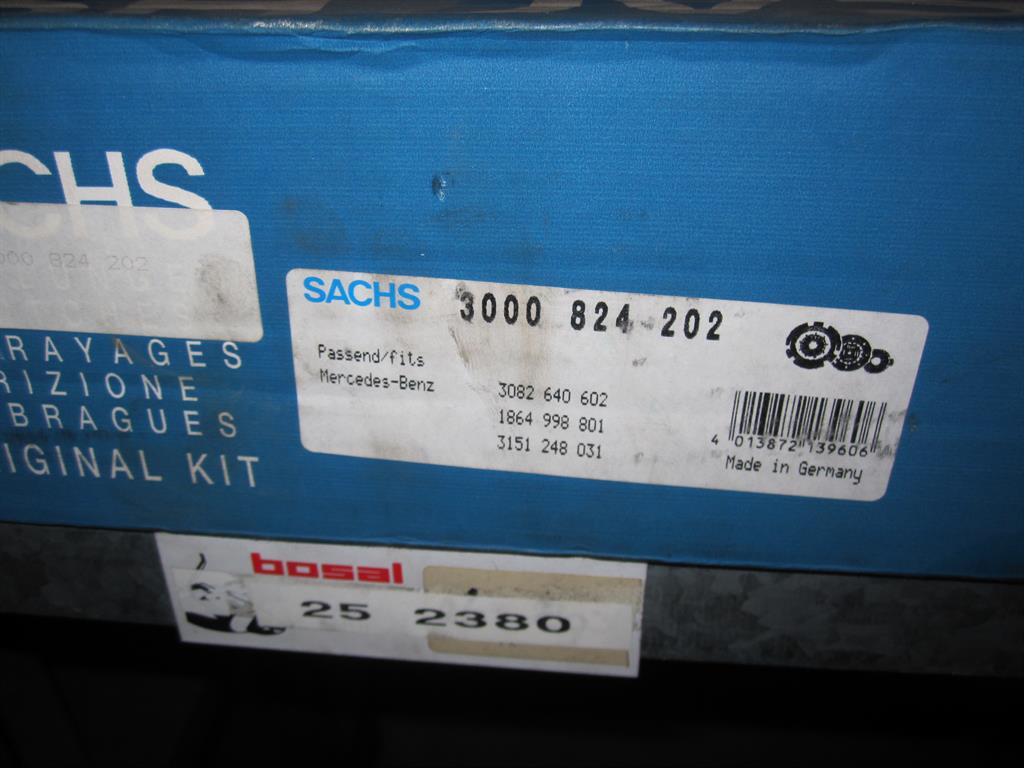 SACHS
000 824 202
RAYAGES
RIZIONE
BRAGUES
IGINAL KIT
SACHS 3000 824 202
Passend/fits
Mercedes-Benz
3082 640 602
1864 998 801
3151 248 031
4 013872 139606
Made in Germany
bosal
25 2380